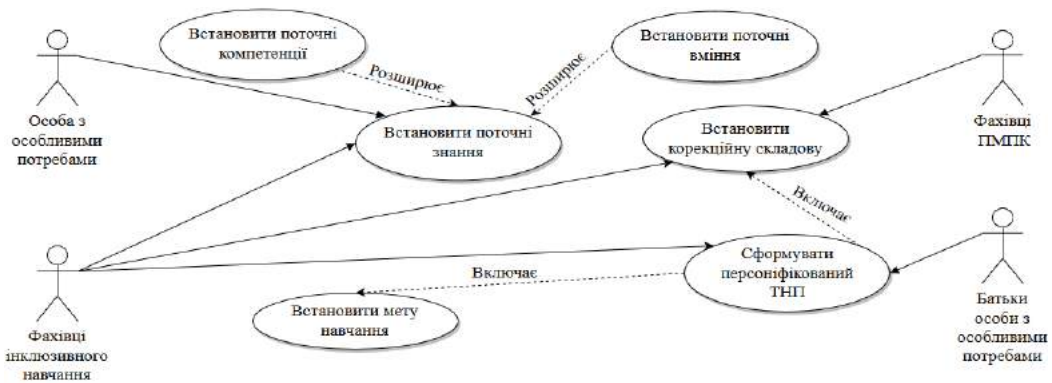 Встановити поточні
компетенції
Встановити поточні
вміння
Розширює
Розширює
Особа з
особливими
потребами
Встановити поточні
знання
Встановити
корекційну складову
Фахівці
ПМПК
Включає
Включає
Сформувати
персоніфікований
ТНП
Встановити мету
навчання
Фахівці
інклюзивного
навчання
Батьки
особи з
особливими
потребами